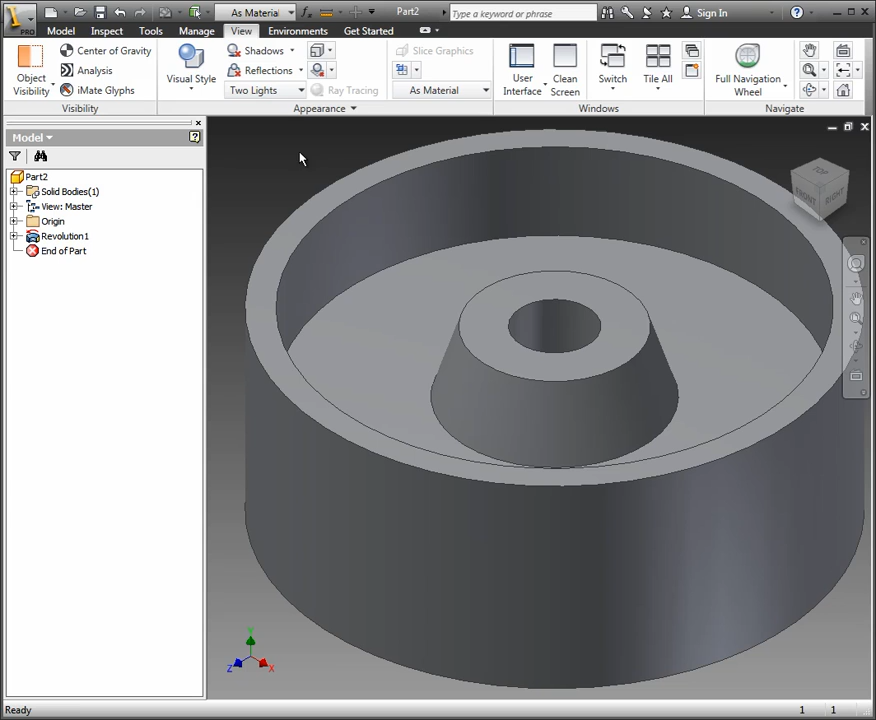 As Material
Part2
Type a keyword or phrase
Sign In
PRO
Model
Inspect
Tools
Manage
View
Environments
Get Started
Object
Visibility
Center of Gravity
Analysis
iMate Glyphs
Visibility
Visual Style
Shadows
Reflections
Two Lights
Ray Tracing
Slice Graphics
As Material
Appearance
User
Interface
Clean
Screen
Switch
Tile All
Windows
Full Navigation
Wheel
Navigate
Model
Part2
Solid Bodies(1)
View: Master
Origin
Revolution1
End of Part
TOP
FRONT
RIGHT
Y
Z
X
Ready
1
1